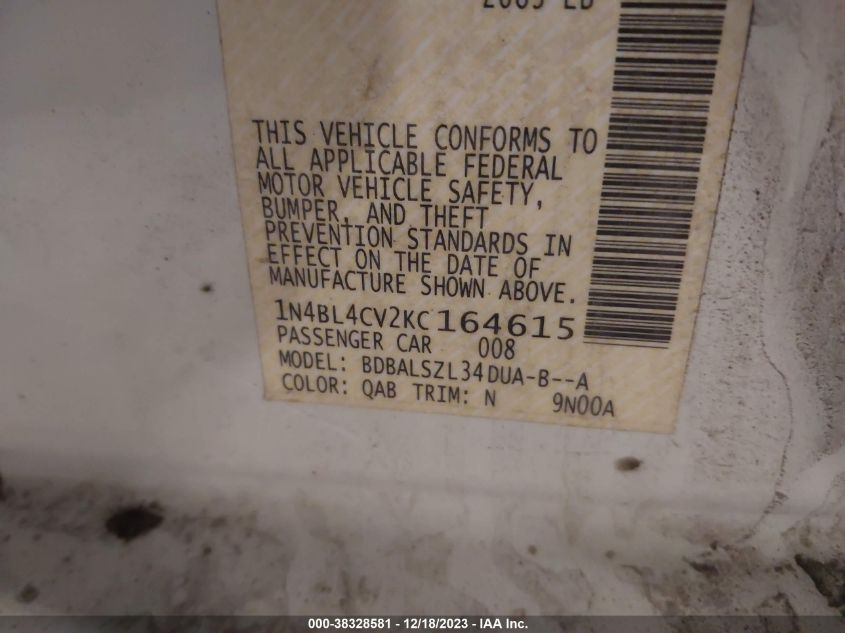 THIS VEHICLE CONFORMS TO
ALL APPLICABLE FEDERAL
MOTOR VEHICLE SAFETY,
BUMPER, AND THEFT
PREVENTION STANDARDS IN
EFFECT ON THE DATE OF
MANUFACTURE SHOWN ABOVE.
1N4BL4CV2KC164615
PASSENGER CAR 008
MODEL: BDBALSZL34DUA-B--A
COLOR: QAB TRIM: N 9N00A
000-38328581 - 12/18/2023 - IAA Inc.